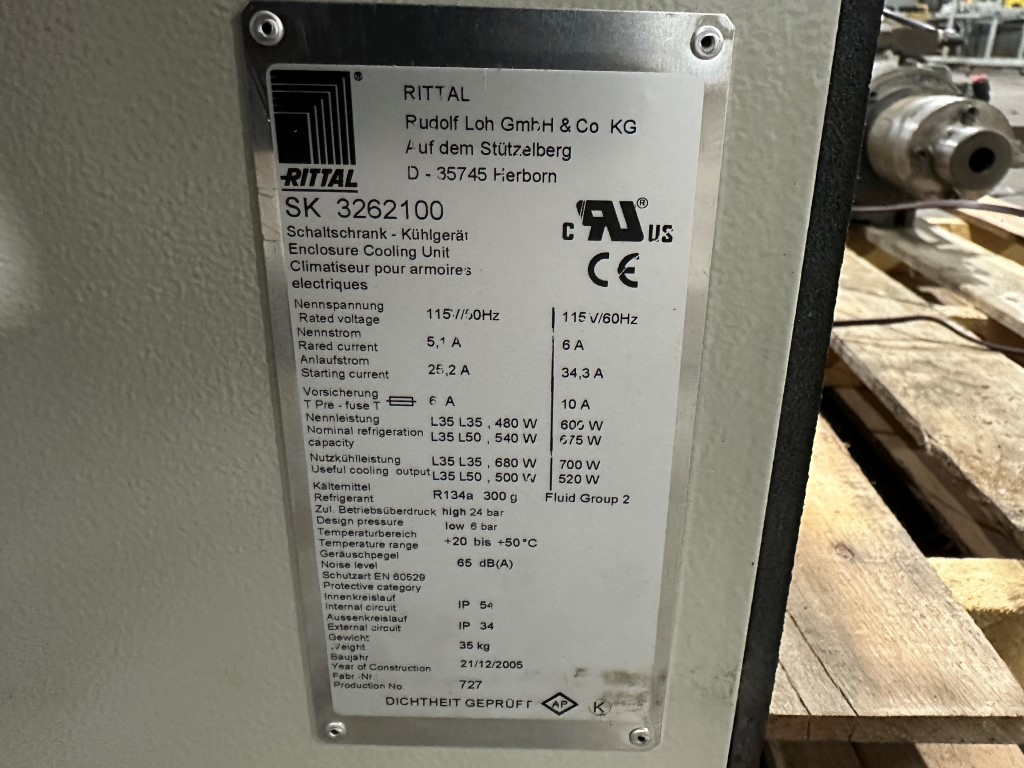 RITTAL
Rudolf Loh GmbH & Co KG
Auf dem Stützelberg
D - 35745 Herborn
RITTAL
SK 3262100
Schaltschrank - Kühlgerät
Enclosure Cooling Unit
Climatiseur pour armoires
electriques
Nennspannung
Rated voltage 115V/50Hz 115V/60Hz
Nennstrom
Rared current 5,1 A 6 A
Anlaufstrom
Starting current 25,2 A 34,3 A
Vorsicherung
T Pre - fuse T 6 A 10 A
Nennleistung L35 L35 , 480 W 600 W
Nominal refrigeration L35 L50 , 540 W 675 W
capacity
Nutzkühlleistung L35 L35 , 680 W 700 W
Useful cooling output L35 L50 , 500 W 520 W
Kältemittel
Refrigerant R134a 300 g Fluid Group 2
Zul. Betriebsüberdruck high 24 bar
Design pressure low 6 bar
Temperaturbereich
Temperature range +20 bis +50°C
Geräuschpegel
Noise level 65 dB(A)
Schutzart EN 60529
Protective category
Innenkreislauf
Internal circuit IP 54
Aussenkreislauf
External circuit IP 34
Gewicht
Weight 35 kg
Baujahr
Year of Construction 21/12/2005
Fabr-Nr
Production No. 727
DICHTHEIT GEPRÜFT AP K
C RU ® US
CE